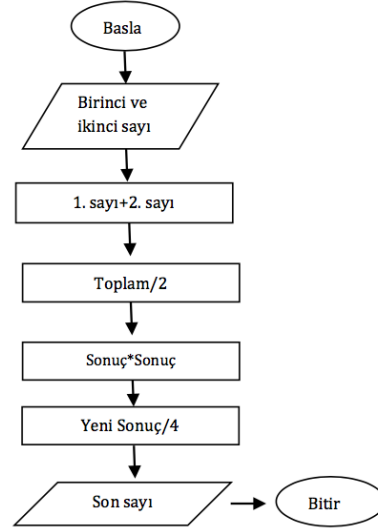 Basla
Birinci ve
ikinci sayı
1. sayı+2. sayı
Toplam/2
Sonuç*Sonuç
Yeni Sonuç/4
Son sayı
Bitir